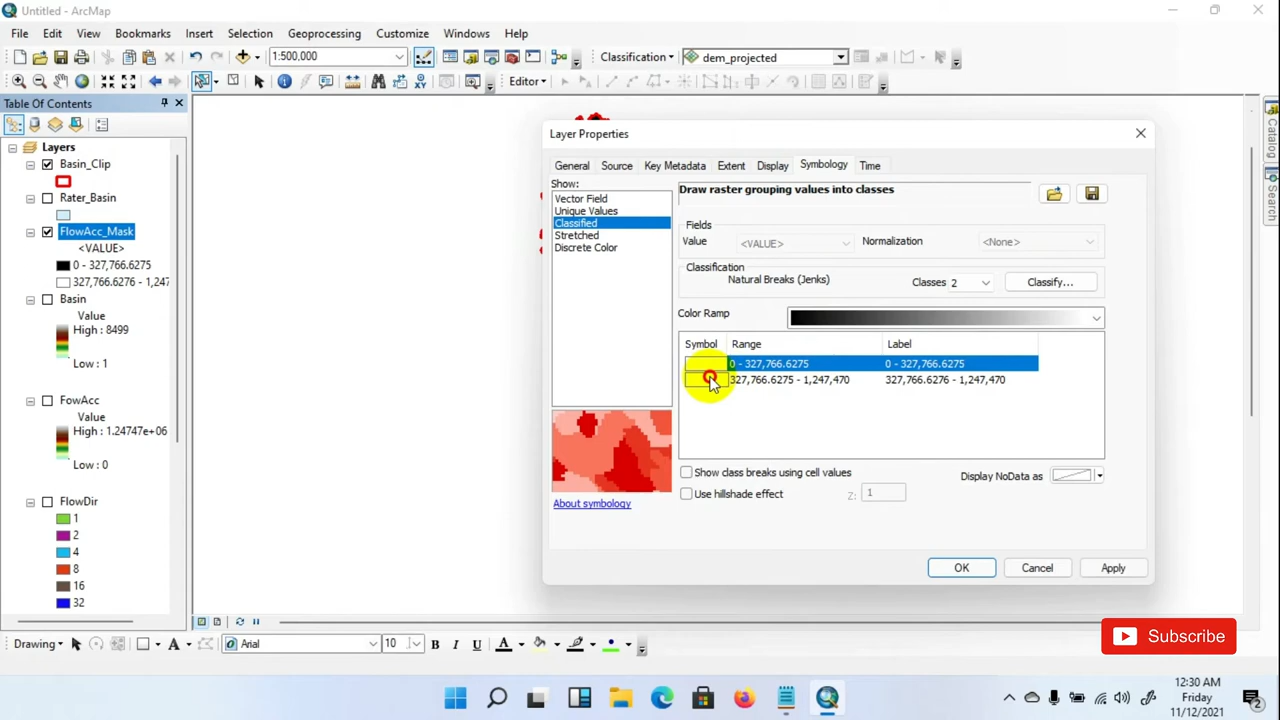 Untitled - ArcMap
File Edit View Bookmarks Insert Selection Geoprocessing Customize Windows Help
1:500,000
Classification
dem_projected
Editor
Table Of Contents
Layers
Basin_Clip
Rater_Basin
FlowAcc_Mask
<VALUE>
0 - 327,766.6275
327,766.6276 - 1,247
Basin
Value
High : 8499
Low : 1
FowAcc
Value
High : 1.24747e+06
Low : 0
FlowDir
1
2
4
8
16
32
Layer Properties
General Source Key Metadata Extent Display Symbology Time
Show:
Vector Field
Unique Values
Classified
Stretched
Discrete Color
About symbology
Draw raster grouping values into classes
Fields
Value <VALUE> Normalization <None>
Classification
Natural Breaks (Jenks) Classes 2 Classify...
Color Ramp
Symbol Range Label
0 - 327,766.6275 0 - 327,766.6275
327,766.6275 - 1,247,470 327,766.6276 - 1,247,470
Show class breaks using cell values
Display NoData as
Use hillshade effect Z: 1
OK Cancel Apply
Catalog
Search
Drawing A Arial 10 B I U A
Subscribe
12:30 AM
Friday
11/12/2021
2